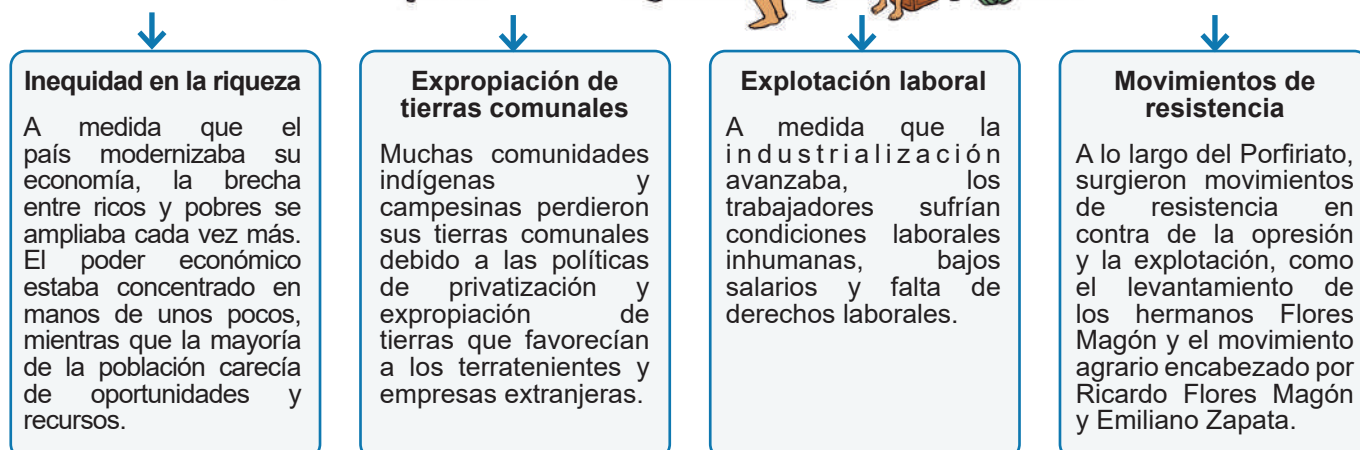 Inequidad en la riqueza
A medida que el
país modernizaba su
economía, la brecha
entre ricos y pobres se
ampliaba cada vez más.
El poder económico
estaba concentrado en
manos de unos pocos,
mientras que la mayoría
de la población carecía
de oportunidades y
recursos.
Expropiación de
tierras comunales
Muchas comunidades
indígenas y
campesinas perdieron
sus tierras comunales
debido a las políticas
de privatización y
expropiación de
tierras que favorecían
a los terratenientes y
empresas extranjeras.
Explotación laboral
A medida que la
industrialización
avanzaba, los
trabajadores sufrían
condiciones laborales
inhumanas, bajos
salarios y falta de
derechos laborales.
Movimientos de
resistencia
A lo largo del Porfiriato,
surgieron movimientos
de resistencia en
contra de la opresión
y la explotación, como
el levantamiento de
los hermanos Flores
Magón y el movimiento
agrario encabezado por
Ricardo Flores Magón
y Emiliano Zapata.